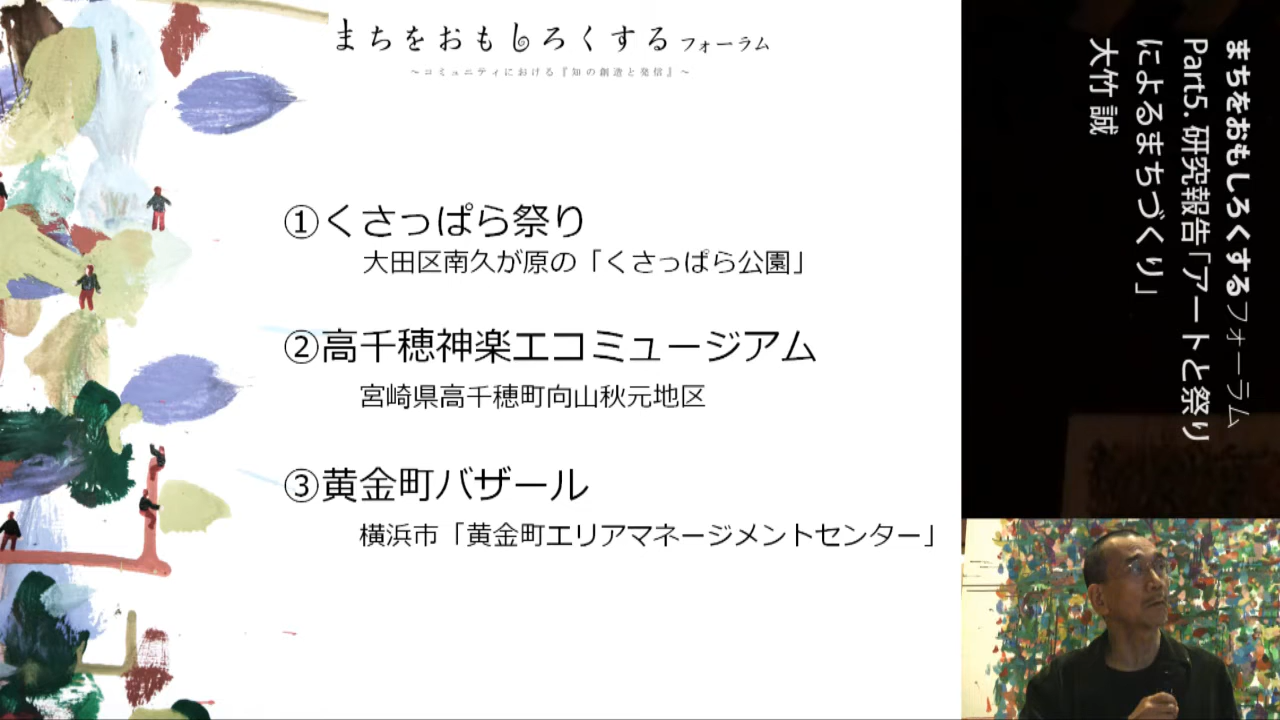 まちをおもしろくするフォーラム
～コミュニティにおける『知の創造と発信』～
①くさっぱら祭り
大田区南久が原の「くさっぱら公園」
②高千穂神楽エコミュージアム
宮崎県高千穂町向山秋元地区
③黄金町バザール
横浜市「黄金町エリアマネージメントセンター」
まちをおもしろくするフォーラム
Part5. 研究報告「アートと祭り
によるまちづくり」
大竹 誠